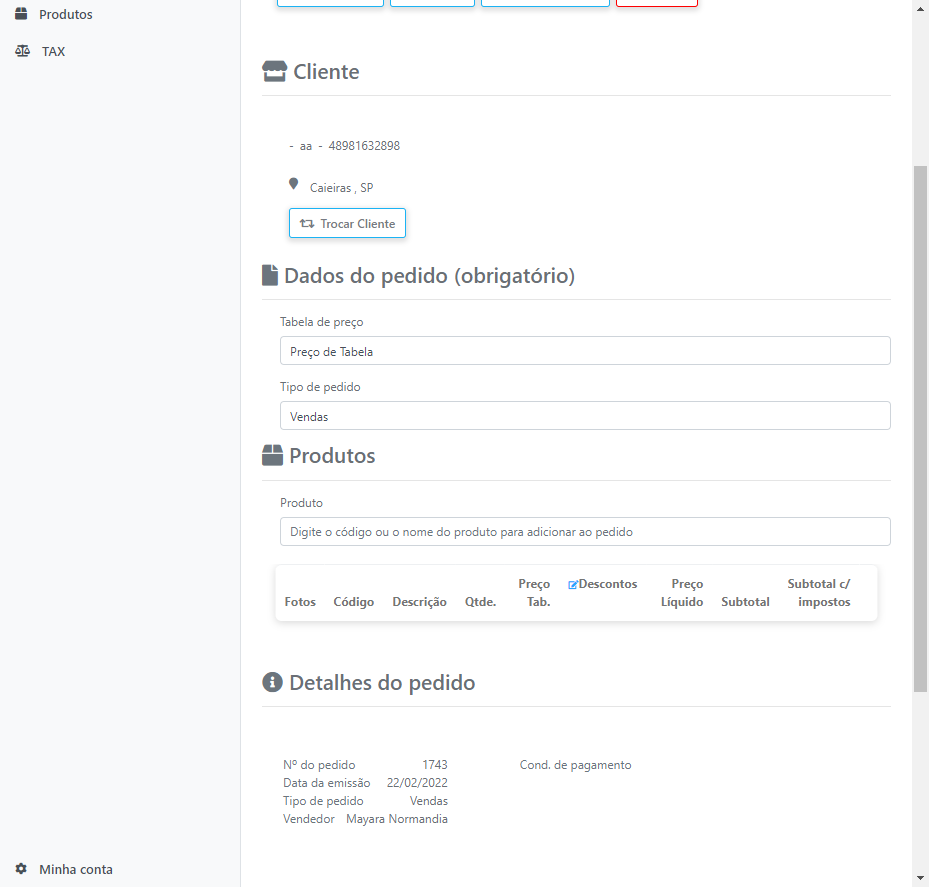 Produtos
TAX
Cliente
- aa - 48981632898
Caieiras , SP
Trocar Cliente
Dados do pedido (obrigatório)
Tabela de preço
Preço de Tabela
Tipo de pedido
Vendas
Produtos
Produto
Digite o código ou o nome do produto para adicionar ao pedido
Fotos Código Descrição Qtde. Preço Tab. Descontos Preço Líquido Subtotal Subtotal c/ impostos
Detalhes do pedido
Nº do pedido 1743 Cond. de pagamento
Data da emissão 22/02/2022
Tipo de pedido Vendas
Vendedor Mayara Normandia
Minha conta